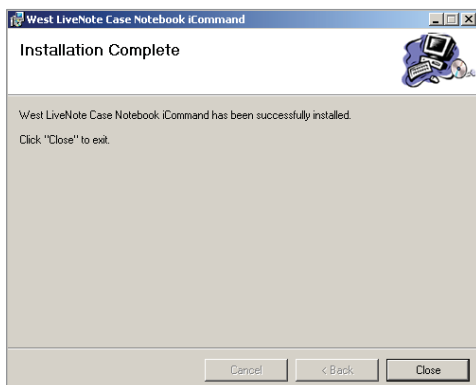 West LiveNote Case Notebook iCommand
Installation Complete
West LiveNote Case Notebook iCommand has been successfully installed.
Click "Close" to exit.
Cancel
< Back
Close